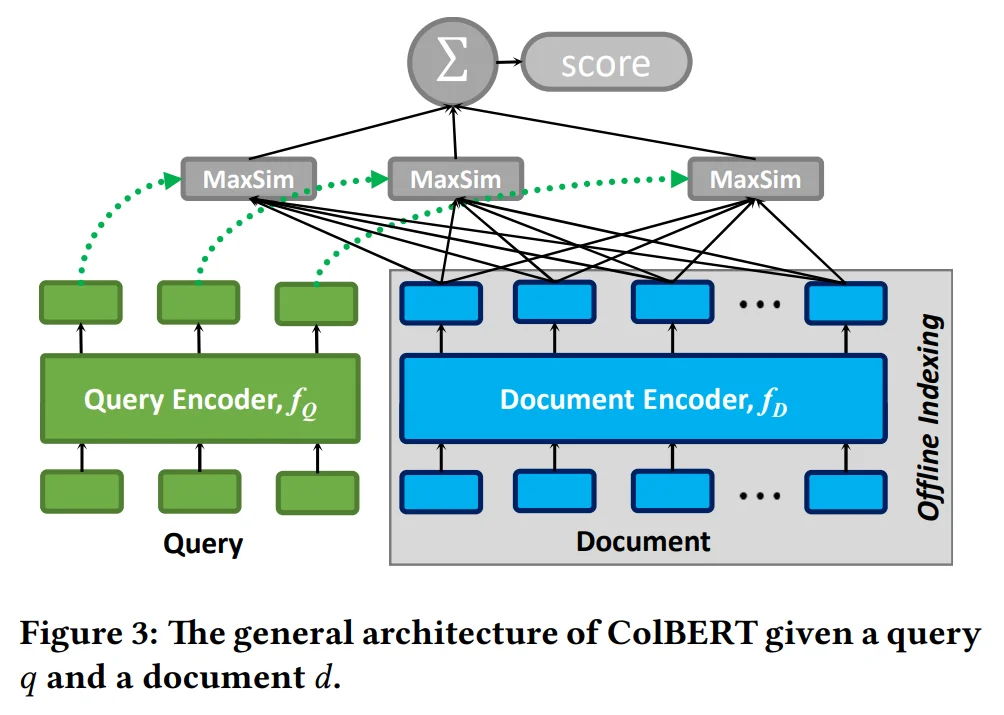 Σ
score
MaxSim MaxSim MaxSim
Query Encoder, f_Q
Document Encoder, f_D
Offline Indexing
Query
Document
Figure 3: The general architecture of ColBERT given a query
q and a document d.